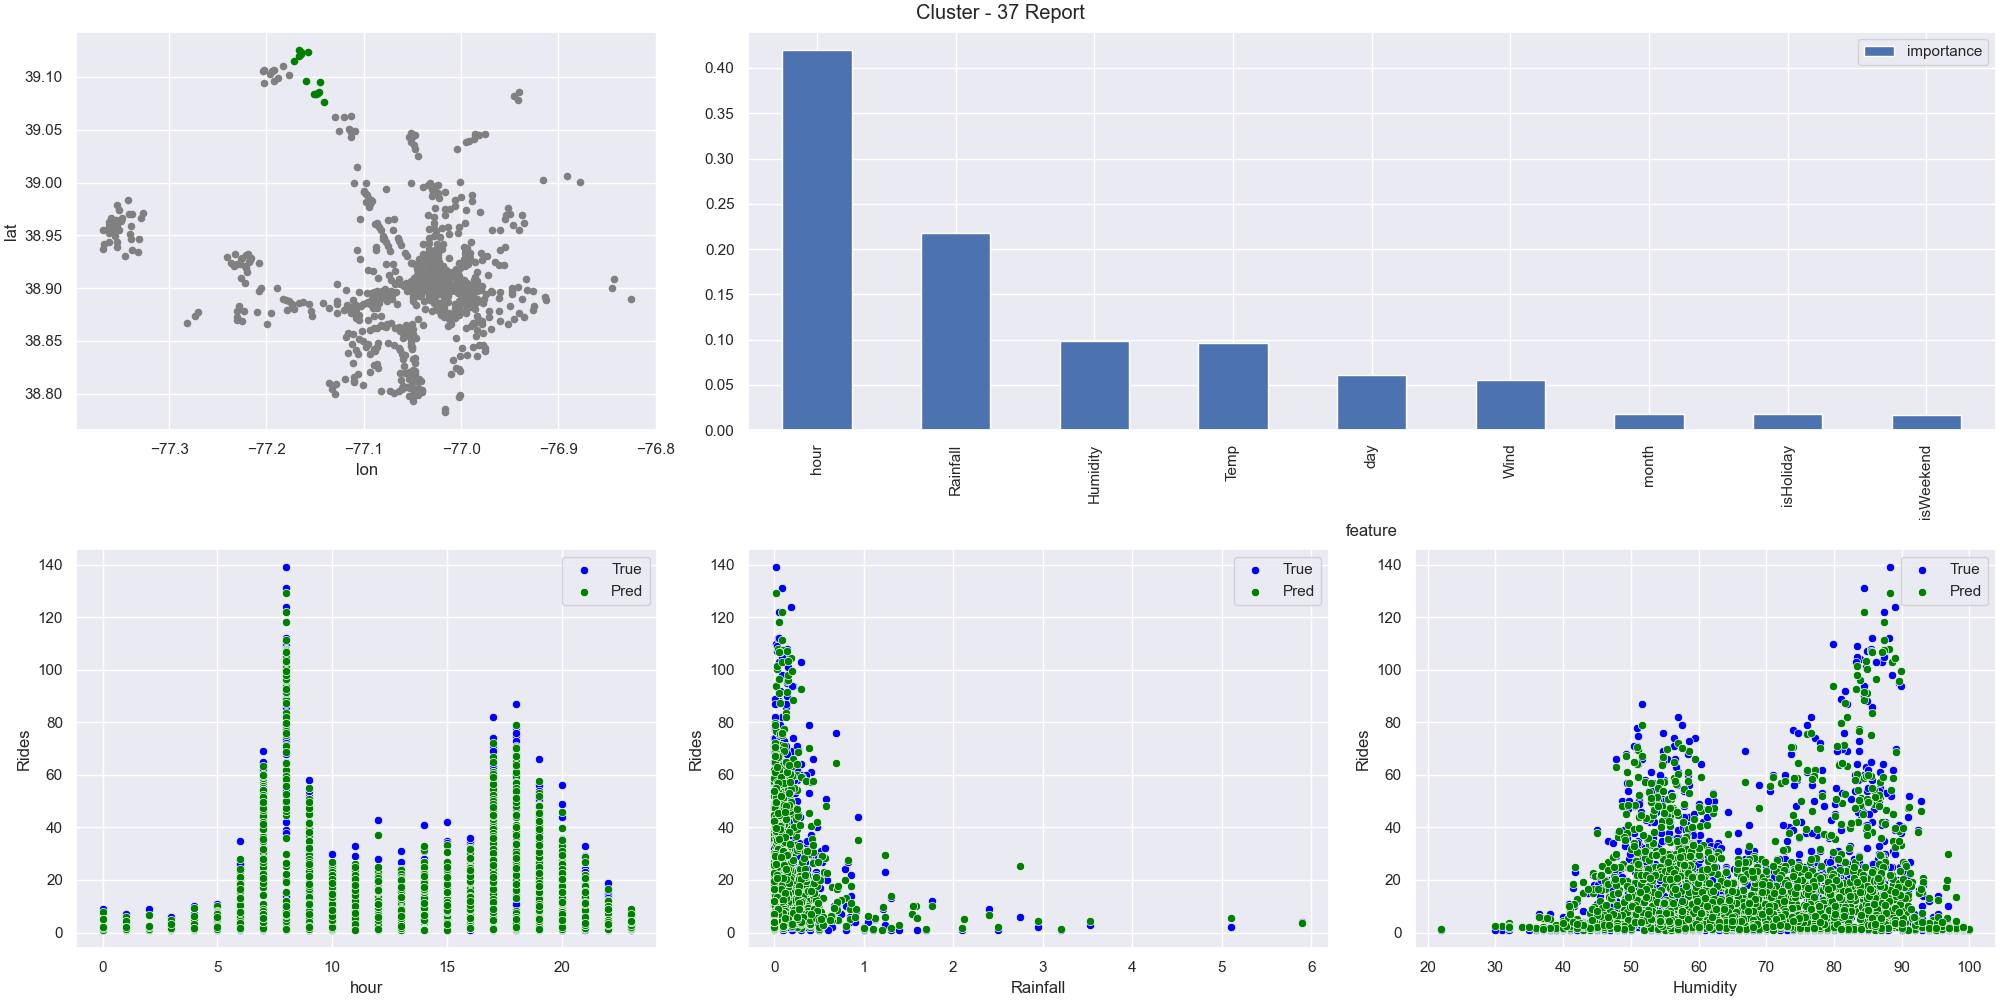 Cluster - 37 Report
39.10
39.05
39.00
38.95
38.90
38.85
38.80
lat
−77.3 −77.2 −77.1 −77.0 −76.9 −76.8
lon
importance
0.40
0.35
0.30
0.25
0.20
0.15
0.10
0.05
0.00
hour Rainfall Humidity Temp day Wind month isHoliday isWeekend
feature
True
Pred
140
120
100
80
60
40
20
0
Rides
0 5 10 15 20
hour
True
Pred
140
120
100
80
60
40
20
0
Rides
0 1 2 3 4 5 6
Rainfall
True
Pred
140
120
100
80
60
40
20
0
Rides
20 30 40 50 60 70 80 90 100
Humidity